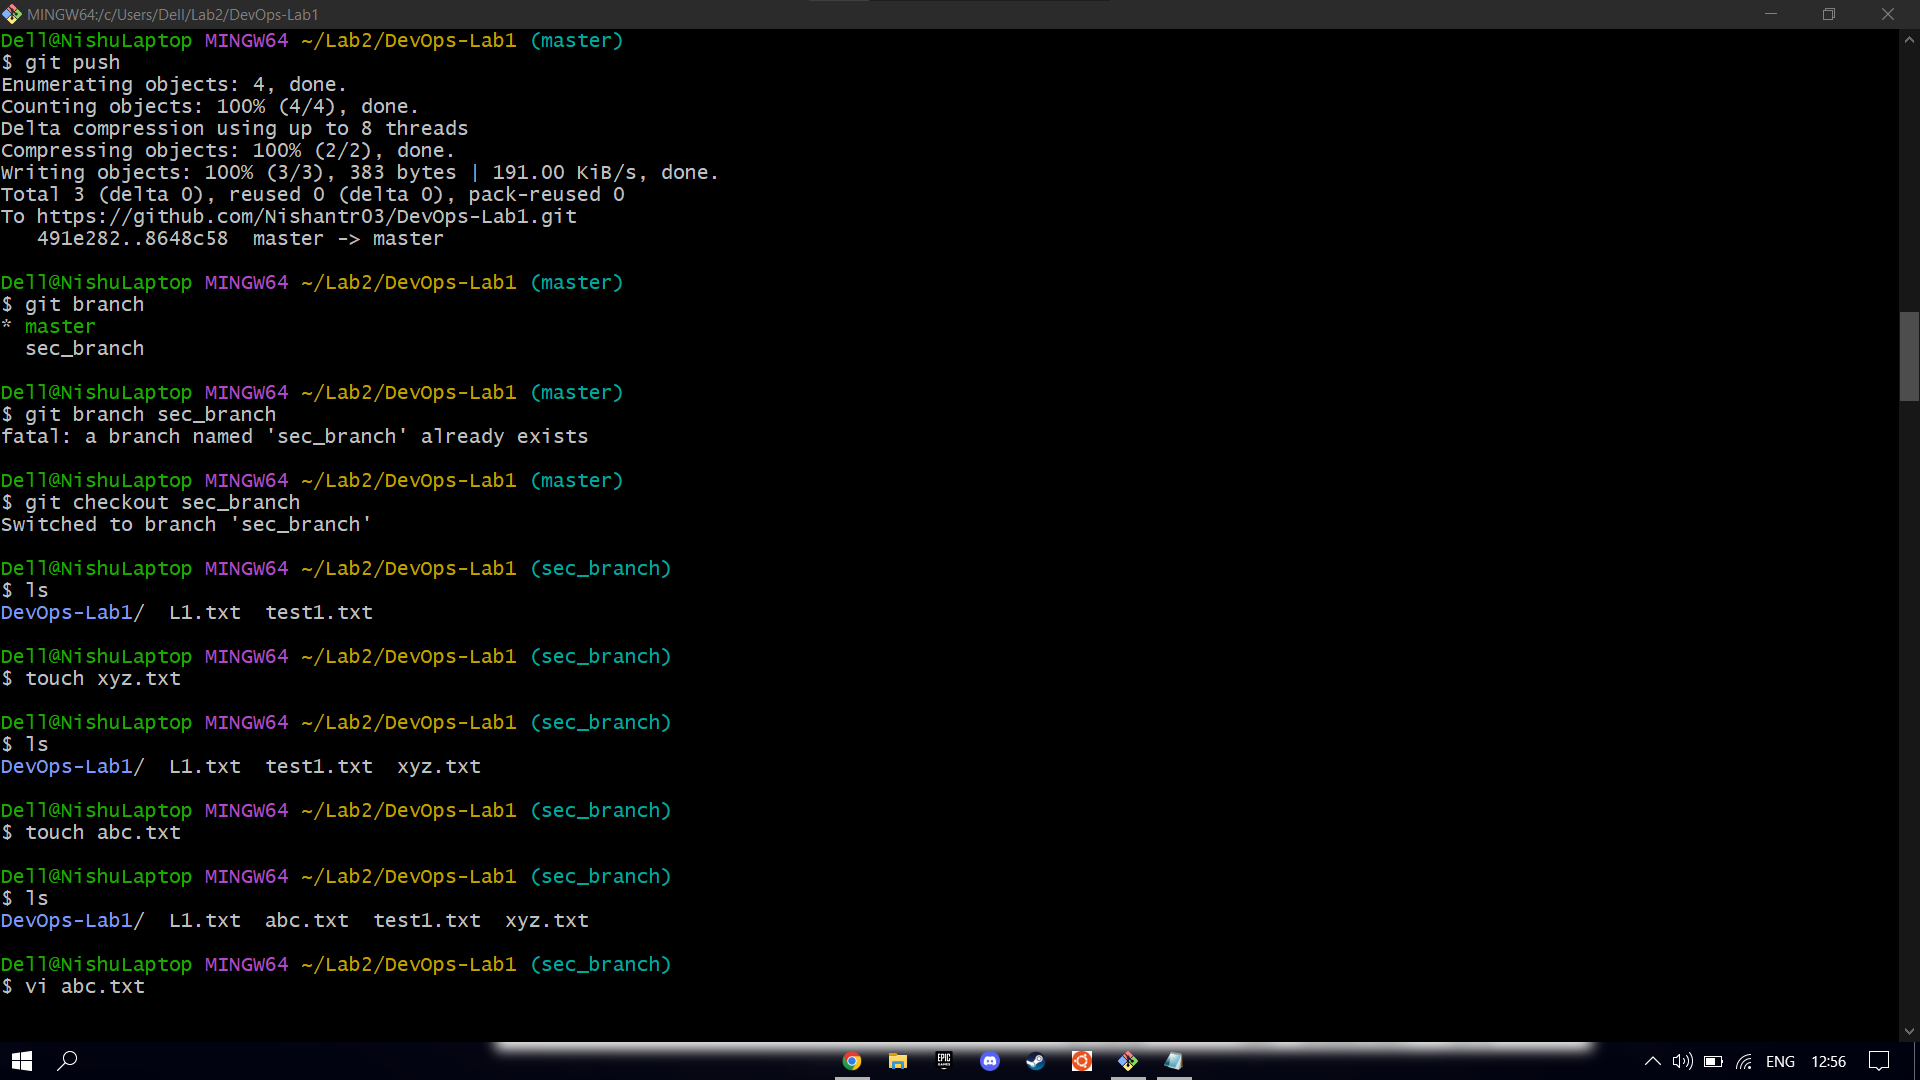 MINGW64:/c/Users/Dell/Lab2/DevOps-Lab1
Dell@NishuLaptop MINGW64 ~/Lab2/DevOps-Lab1 (master)
$ git push
Enumerating objects: 4, done.
Counting objects: 100% (4/4), done.
Delta compression using up to 8 threads
Compressing objects: 100% (2/2), done.
Writing objects: 100% (3/3), 383 bytes | 191.00 KiB/s, done.
Total 3 (delta 0), reused 0 (delta 0), pack-reused 0
To https://github.com/Nishantr03/DevOps-Lab1.git
   491e282..8648c58  master -> master
Dell@NishuLaptop MINGW64 ~/Lab2/DevOps-Lab1 (master)
$ git branch
* master
  sec_branch
Dell@NishuLaptop MINGW64 ~/Lab2/DevOps-Lab1 (master)
$ git branch sec_branch
fatal: a branch named 'sec_branch' already exists
Dell@NishuLaptop MINGW64 ~/Lab2/DevOps-Lab1 (master)
$ git checkout sec_branch
Switched to branch 'sec_branch'
Dell@NishuLaptop MINGW64 ~/Lab2/DevOps-Lab1 (sec_branch)
$ ls
DevOps-Lab1/  L1.txt  test1.txt
Dell@NishuLaptop MINGW64 ~/Lab2/DevOps-Lab1 (sec_branch)
$ touch xyz.txt
Dell@NishuLaptop MINGW64 ~/Lab2/DevOps-Lab1 (sec_branch)
$ ls
DevOps-Lab1/  L1.txt  test1.txt  xyz.txt
Dell@NishuLaptop MINGW64 ~/Lab2/DevOps-Lab1 (sec_branch)
$ touch abc.txt
Dell@NishuLaptop MINGW64 ~/Lab2/DevOps-Lab1 (sec_branch)
$ ls
DevOps-Lab1/  L1.txt  abc.txt  test1.txt  xyz.txt
Dell@NishuLaptop MINGW64 ~/Lab2/DevOps-Lab1 (sec_branch)
$ vi abc.txt
EPIC
GAMES
ENG 12:56